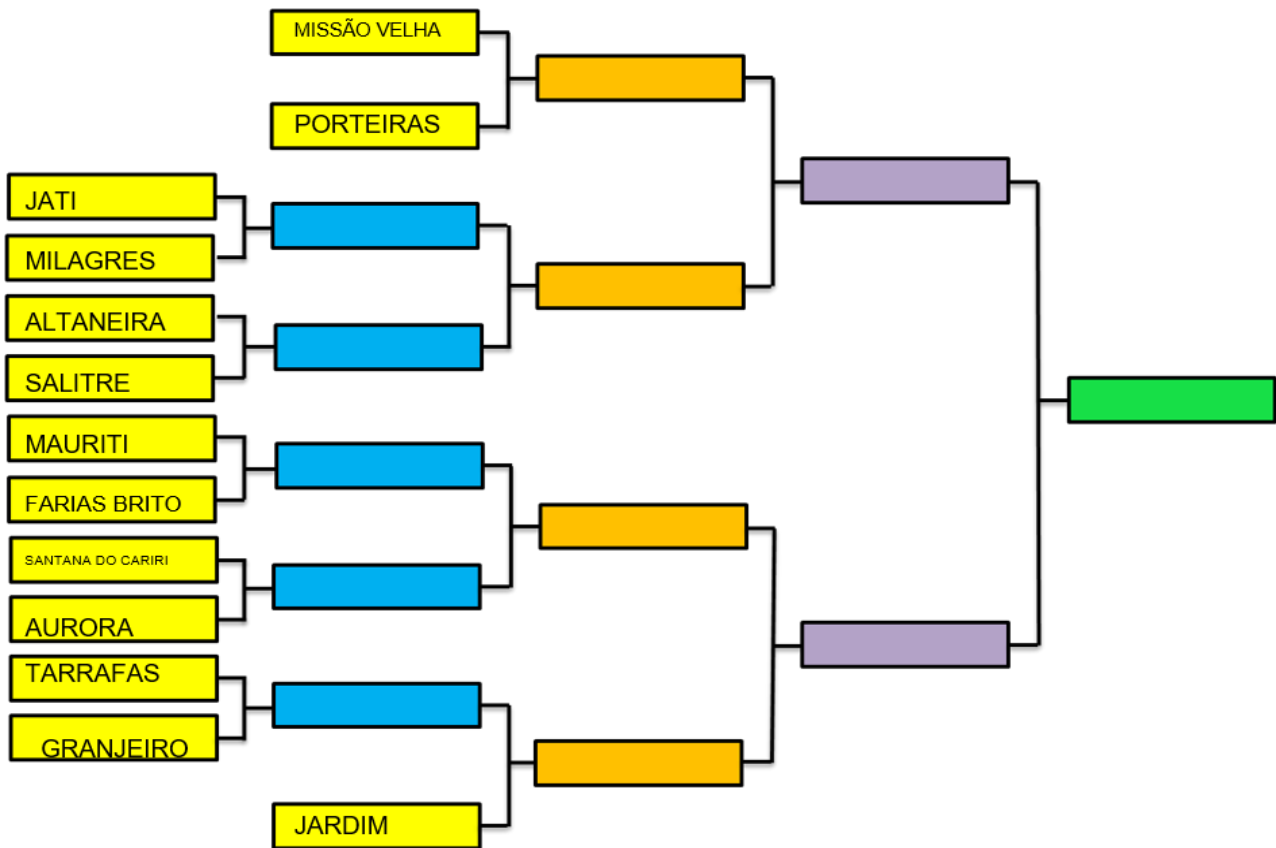 MISSÃO VELHA
PORTEIRAS
JATI
MILAGRES
ALTANEIRA
SALITRE
MAURITI
FARIAS BRITO
SANTANA DO CARIRI
AURORA
TARRAFAS
GRANJEIRO
JARDIM